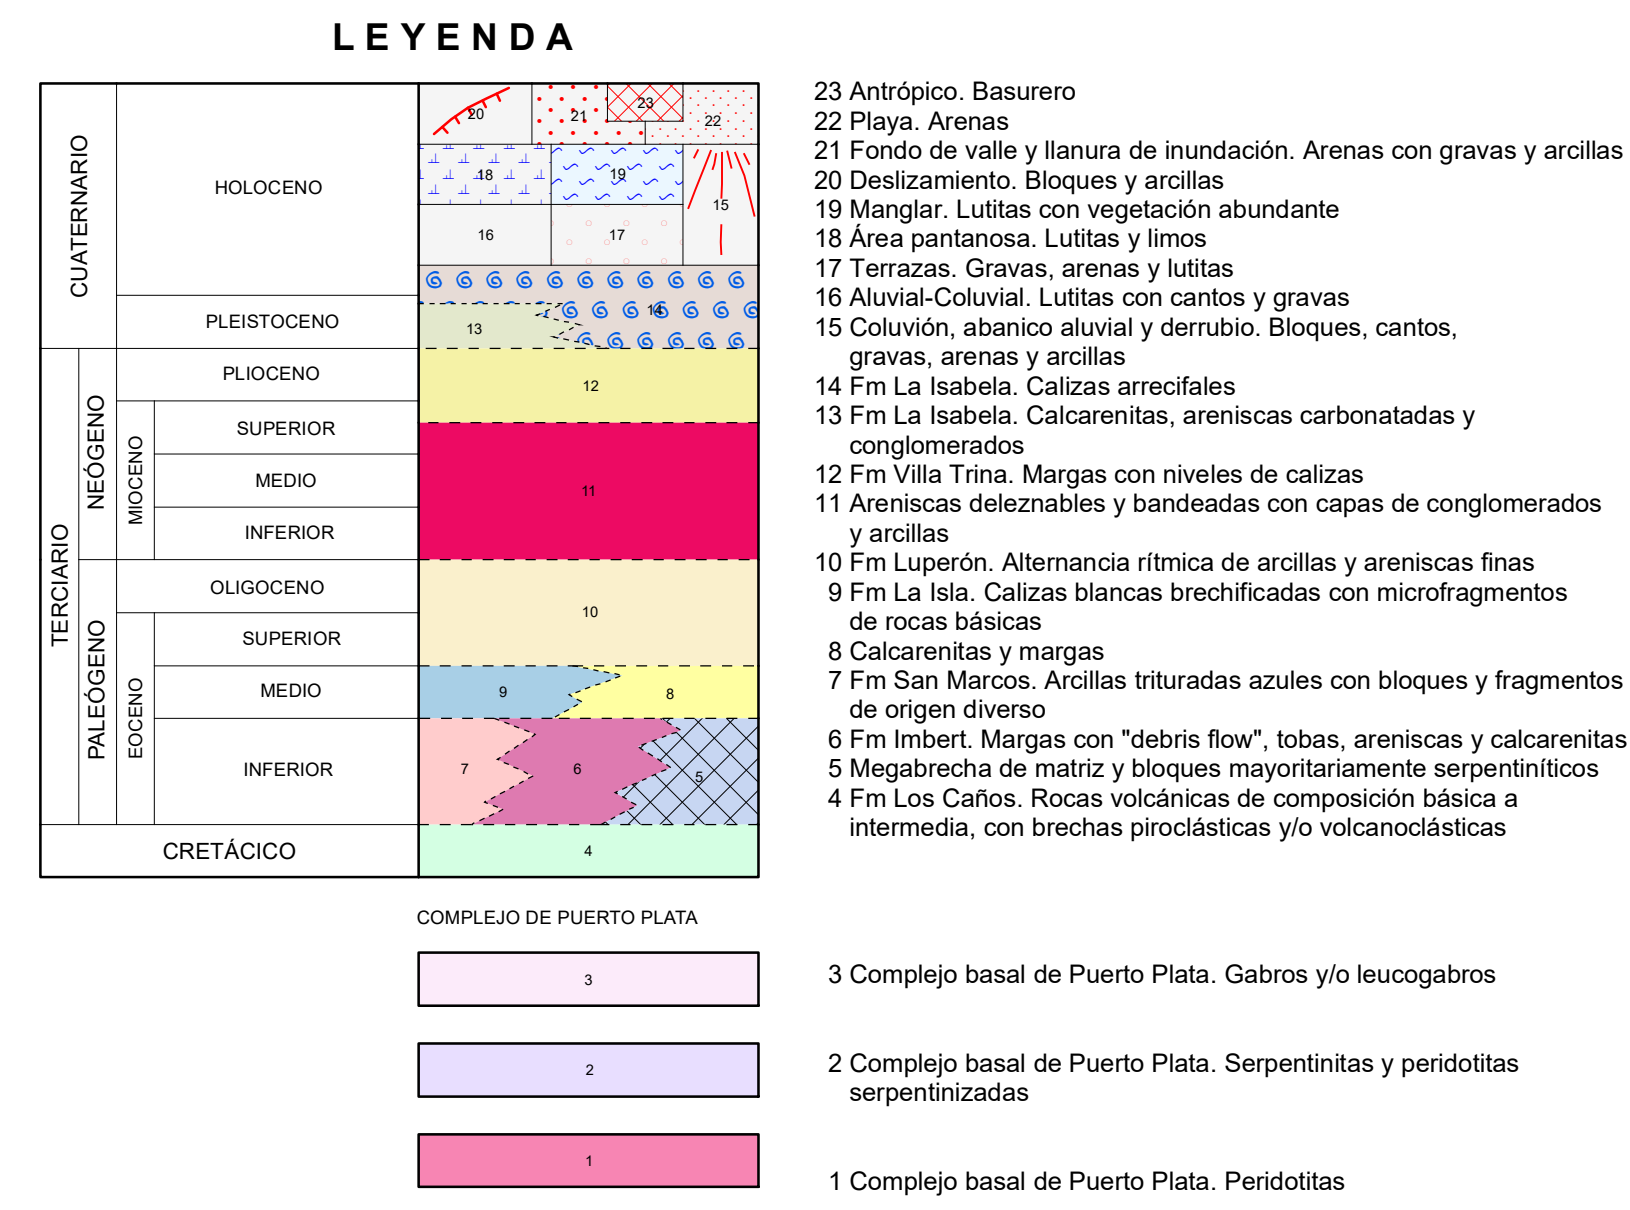 LEYENDA
CUATERNARIO
HOLOCENO
PLEISTOCENO
TERCIARIO
NEÓGENO
PLIOCENO
MIOCENO
SUPERIOR
MEDIO
INFERIOR
PALEÓGENO
OLIGOCENO
EOCENO
SUPERIOR
MEDIO
INFERIOR
CRETÁCICO
20
21
23
22
18
19
15
16
17
14
13
12
11
10
9
8
7
6
5
4
23 Antrópico. Basurero
22 Playa. Arenas
21 Fondo de valle y llanura de inundación. Arenas con gravas y arcillas
20 Deslizamiento. Bloques y arcillas
19 Manglar. Lutitas con vegetación abundante
18 Área pantanosa. Lutitas y limos
17 Terrazas. Gravas, arenas y lutitas
16 Aluvial-Coluvial. Lutitas con cantos y gravas
15 Coluvión, abanico aluvial y derrubio. Bloques, cantos,
gravas, arenas y arcillas
14 Fm La Isabela. Calizas arrecifales
13 Fm La Isabela. Calcarenitas, areniscas carbonatadas y
conglomerados
12 Fm Villa Trina. Margas con niveles de calizas
11 Areniscas deleznables y bandeadas con capas de conglomerados
y arcillas
10 Fm Luperón. Alternancia rítmica de arcillas y areniscas finas
9 Fm La Isla. Calizas blancas brechificadas con microfragmentos
de rocas básicas
8 Calcarenitas y margas
7 Fm San Marcos. Arcillas trituradas azules con bloques y fragmentos
de origen diverso
6 Fm Imbert. Margas con "debris flow", tobas, areniscas y calcarenitas
5 Megabrecha de matriz y bloques mayoritariamente serpentiníticos
4 Fm Los Caños. Rocas volcánicas de composición básica a
intermedia, con brechas piroclásticas y/o volcanoclásticas
COMPLEJO DE PUERTO PLATA
3
3 Complejo basal de Puerto Plata. Gabros y/o leucogabros
2
2 Complejo basal de Puerto Plata. Serpentinitas y peridotitas
serpentinizadas
1
1 Complejo basal de Puerto Plata. Peridotitas